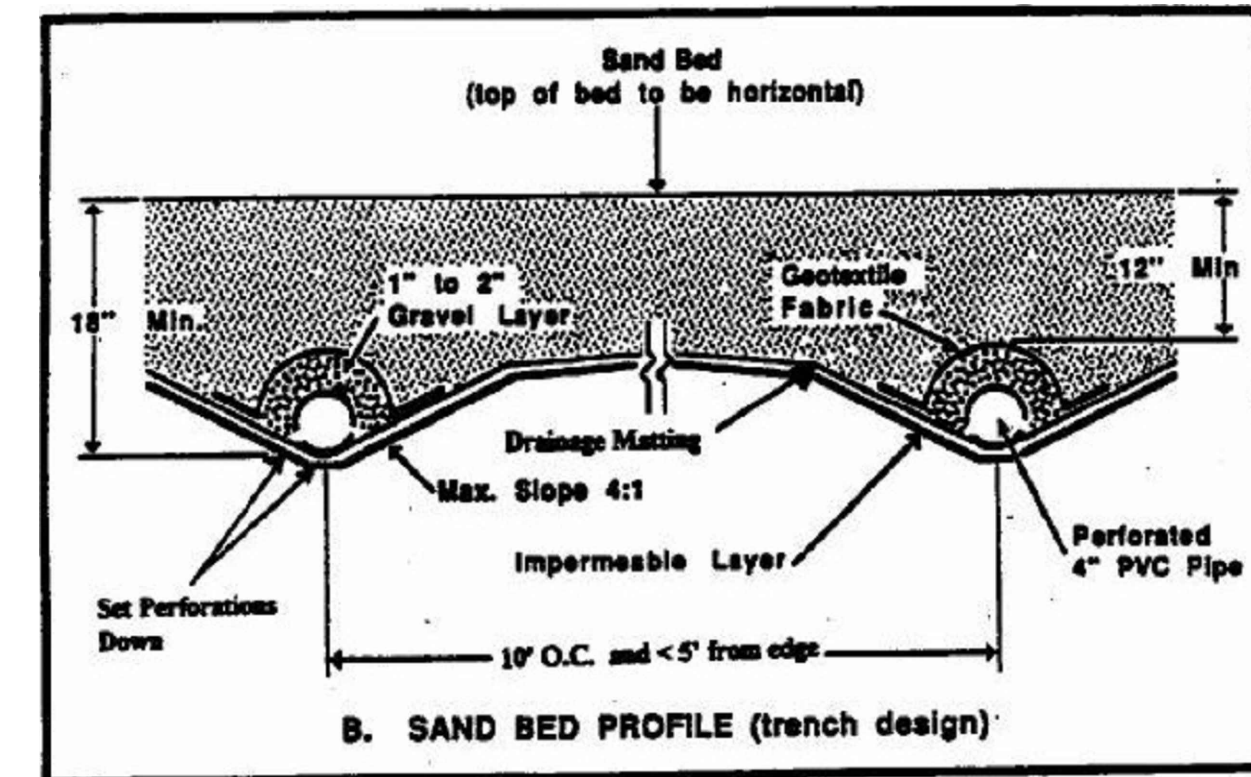 Sand Bed
(top of bed to be horizontal)
1" to 2"
Gravel Layer
Geotextile
Fabric
12" Min
18" Min.
Drainage Matting
Max. Slope 4:1
Impermeable Layer
Perforated
4" PVC Pipe
Set Perforations
Down
10' O.C. and <5' from edge
B. SAND BED PROFILE (trench design)